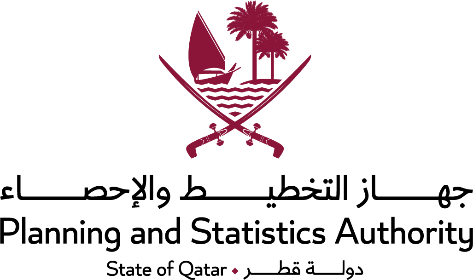 جهاز التخطيط والإحصاء
Planning and Statistics Authority
State of Qatar • دولة قطر